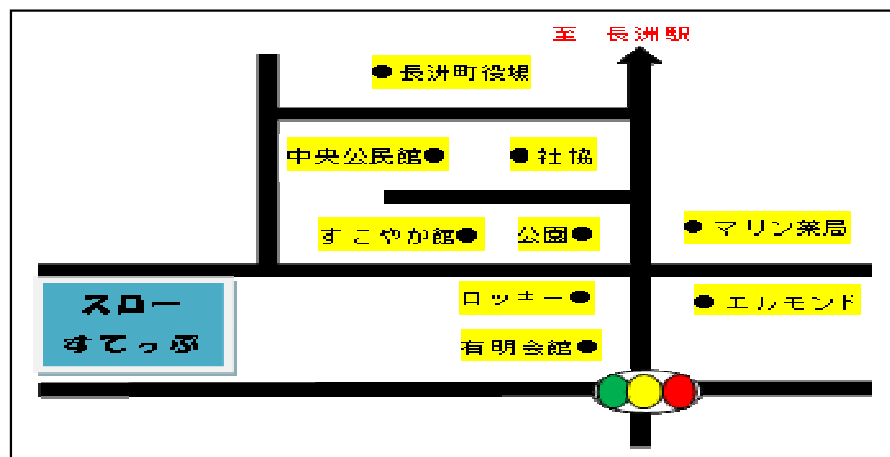 至 長洲駅
●長洲町役場
中央公民館●
●社協
すこやか館●
公園●
●マリン薬局
スロー
すてっぷ
ロッキー●
●エルモンド
有明会館●